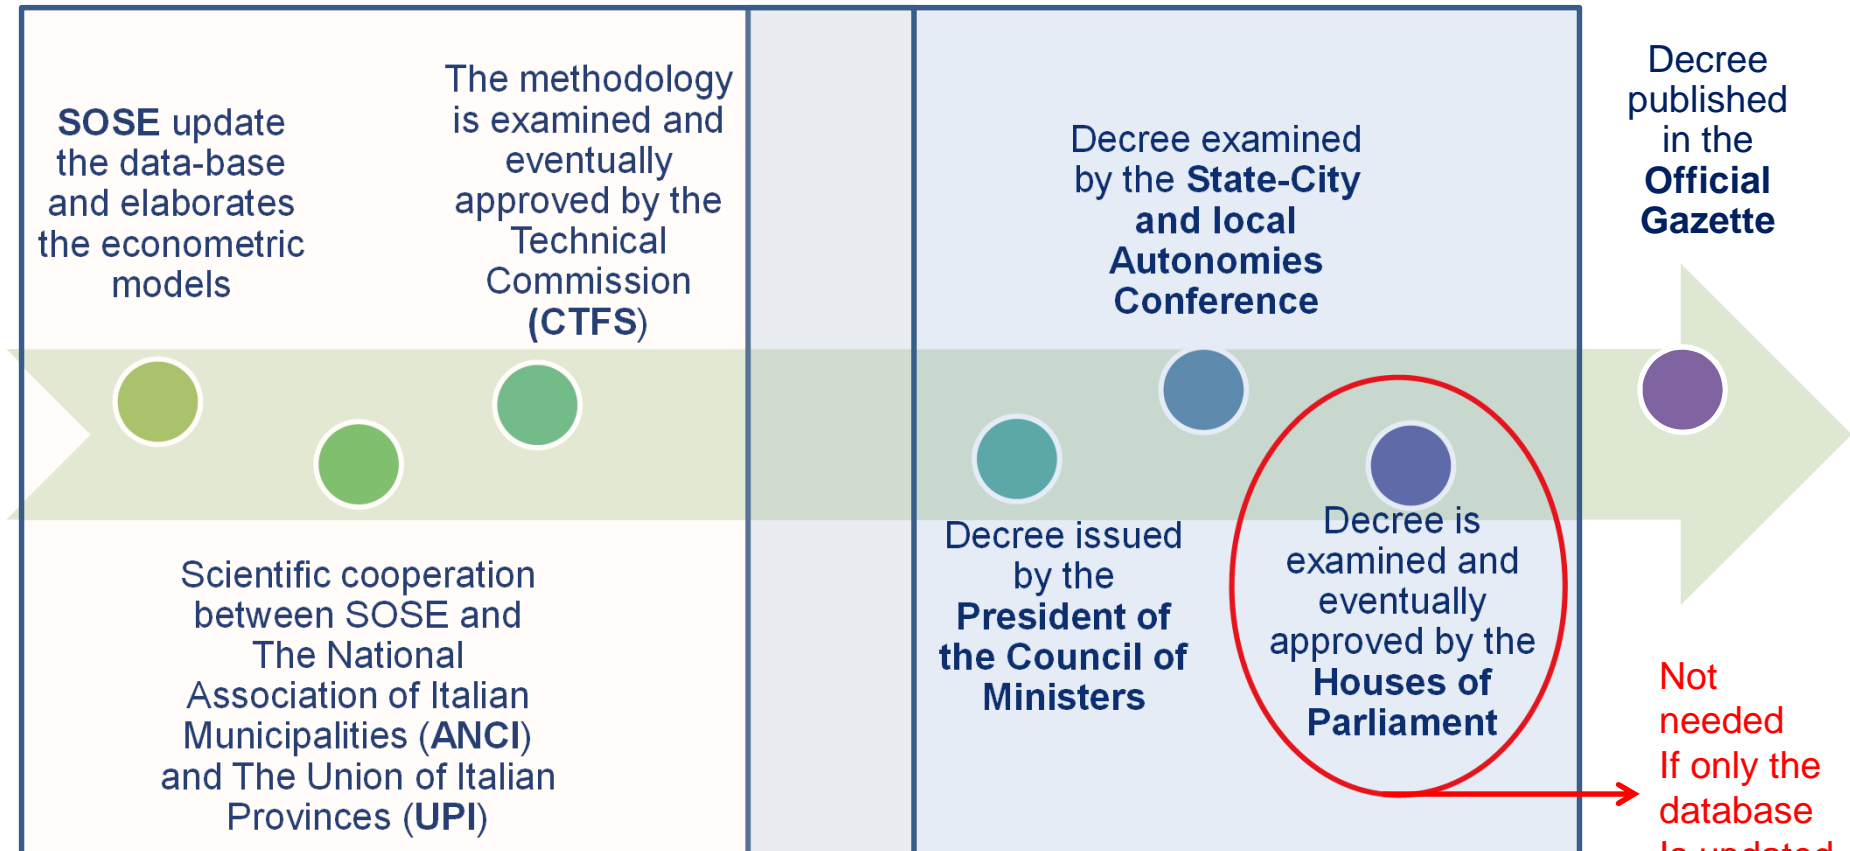 SOSE update
the data-base
and elaborates
the econometric
models
Scientific cooperation
between SOSE and
The National
Association of Italian
Municipalities (ANCI)
and The Union of Italian
Provinces (UPI)
The methodology
is examined and
eventually
approved by the
Technical
Commission
(CTFS)
Decree issued
by the
President of
the Council of
Ministers
Decree examined
by the State-City
and local
Autonomies
Conference
Decree is
examined and
eventually
approved by the
Houses of
Parliament
Decree
published
in the
Official
Gazette
Not
needed
If only the
database
Is updated